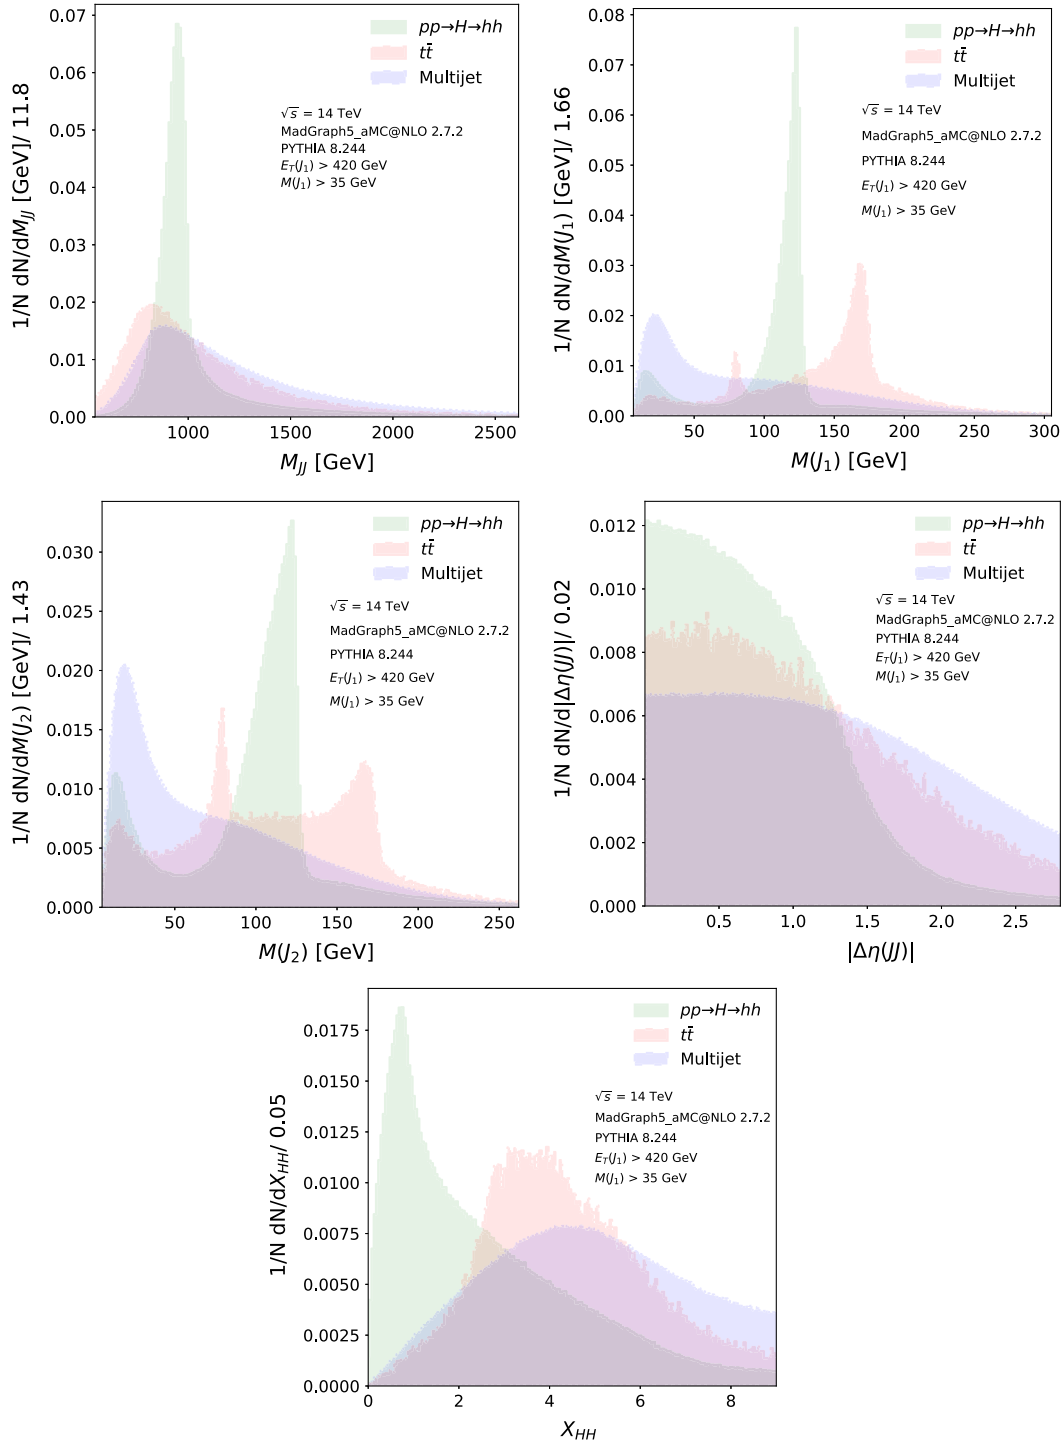 0.07
0.06
0.05
0.04
0.03
0.02
0.01
0.00
1/N dN/dM_JJ [GeV]/ 11.8
pp→H→hh
tt̄
Multijet
√s = 14 TeV
MadGraph5_aMC@NLO 2.7.2
PYTHIA 8.244
E_T(J_1) > 420 GeV
M(J_1) > 35 GeV
1000 1500 2000 2500
M_JJ [GeV]
0.08
0.07
0.06
0.05
0.04
0.03
0.02
0.01
0.00
1/N dN/dM(J_1) [GeV]/ 1.66
pp→H→hh
tt̄
Multijet
√s = 14 TeV
MadGraph5_aMC@NLO 2.7.2
PYTHIA 8.244
E_T(J_1) > 420 GeV
M(J_1) > 35 GeV
50 100 150 200 250 300
M(J_1) [GeV]
0.030
0.025
0.020
0.015
0.010
0.005
0.000
1/N dN/dM(J_2) [GeV]/ 1.43
pp→H→hh
tt̄
Multijet
√s = 14 TeV
MadGraph5_aMC@NLO 2.7.2
PYTHIA 8.244
E_T(J_1) > 420 GeV
M(J_1) > 35 GeV
50 100 150 200 250
M(J_2) [GeV]
0.012
0.010
0.008
0.006
0.004
0.002
0.000
1/N dN/d|Δη(JJ)|/ 0.02
pp→H→hh
tt̄
Multijet
√s = 14 TeV
MadGraph5_aMC@NLO 2.7.2
PYTHIA 8.244
E_T(J_1) > 420 GeV
M(J_1) > 35 GeV
0.5 1.0 1.5 2.0 2.5
|Δη(JJ)|
0.0175
0.0150
0.0125
0.0100
0.0075
0.0050
0.0025
0.0000
1/N dN/dX_HH/ 0.05
pp→H→hh
tt̄
Multijet
√s = 14 TeV
MadGraph5_aMC@NLO 2.7.2
PYTHIA 8.244
E_T(J_1) > 420 GeV
M(J_1) > 35 GeV
0 2 4 6 8
X_HH